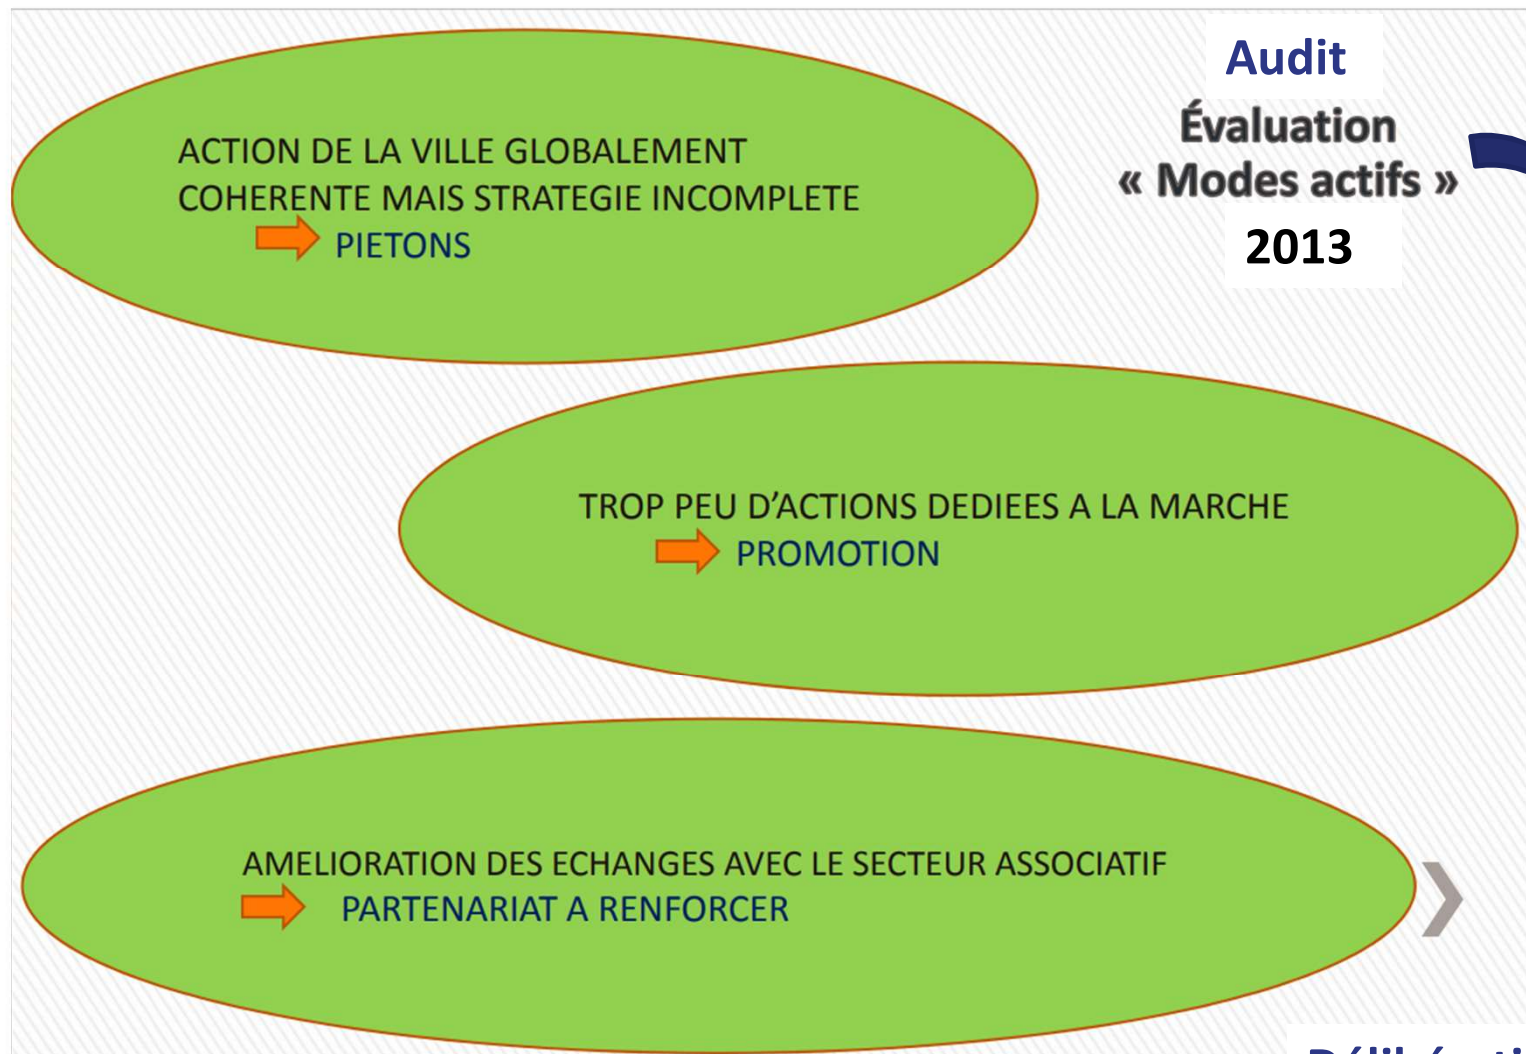 Audit
Évaluation
« Modes actifs »
2013
ACTION DE LA VILLE GLOBALEMENT
COHERENTE MAIS STRATEGIE INCOMPLETE
PIETONS
TROP PEU D’ACTIONS DEDIEES A LA MARCHE
PROMOTION
AMELIORATION DES ECHANGES AVEC LE SECTEUR ASSOCIATIF
PARTENARIAT A RENFORCER